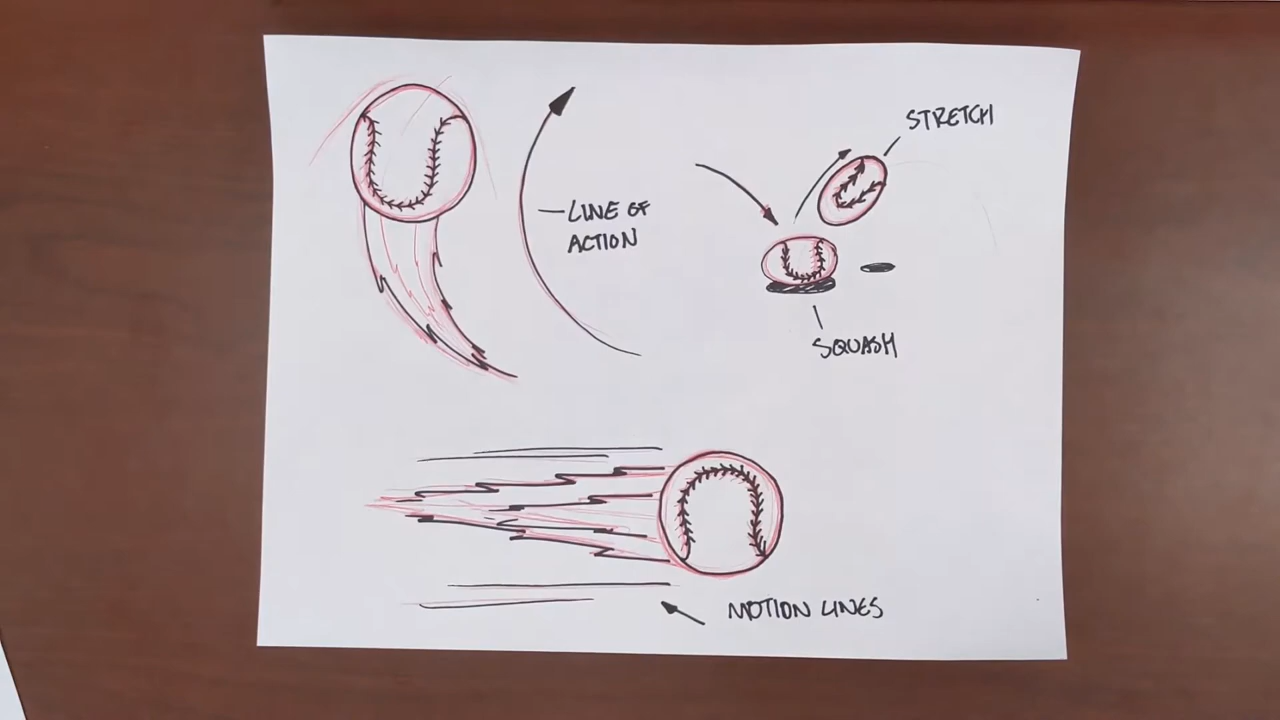 LINE OF
ACTION
STRETCH
SQUASH
MOTION LINES